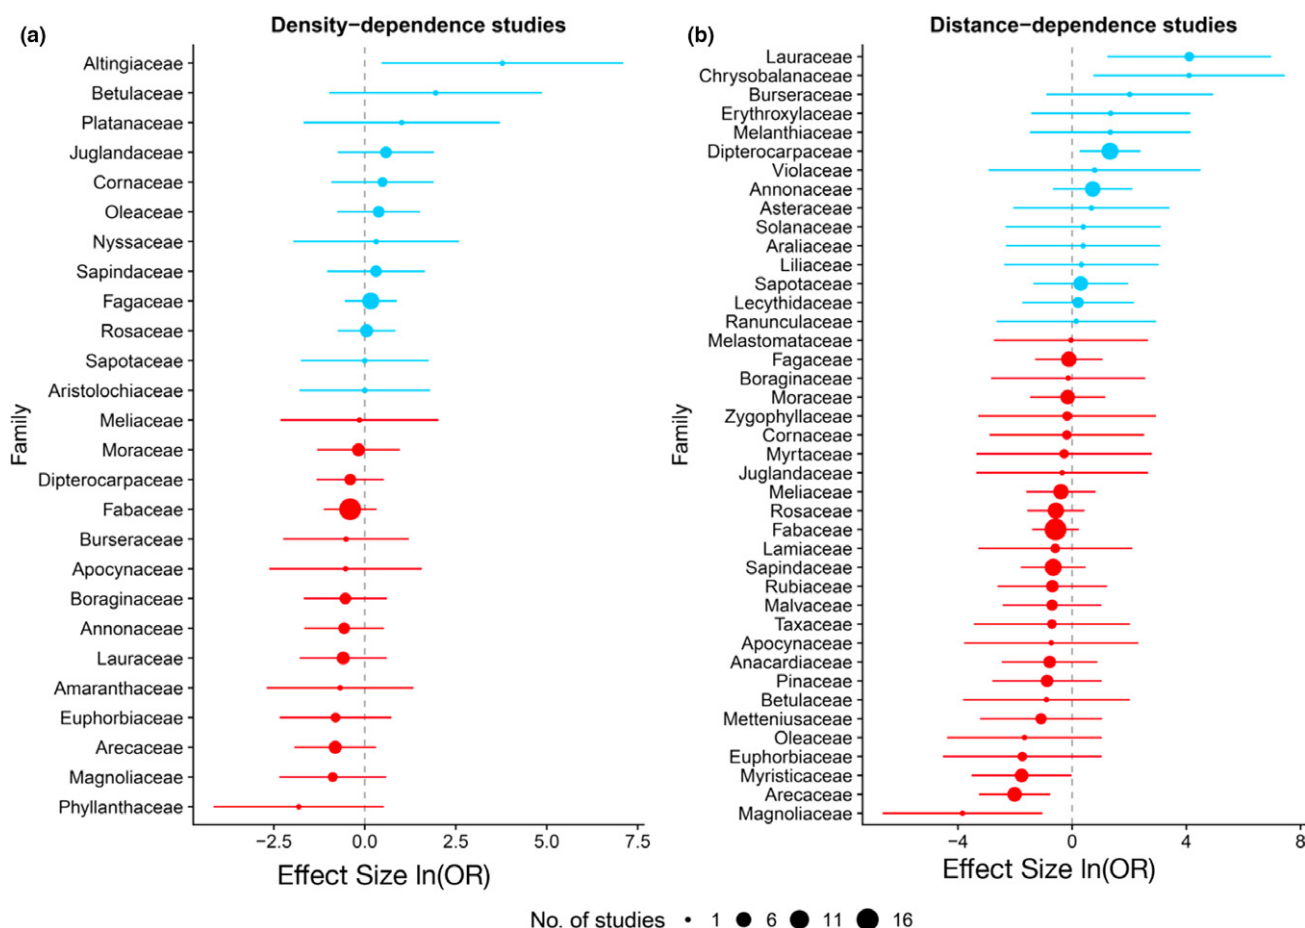 (a)
Density−dependence studies
Altingiaceae
Betulaceae
Platanaceae
Juglandaceae
Cornaceae
Oleaceae
Nyssaceae
Sapindaceae
Fagaceae
Rosaceae
Sapotaceae
Aristolochiaceae
Meliaceae
Moraceae
Dipterocarpaceae
Fabaceae
Burseraceae
Apocynaceae
Boraginaceae
Annonaceae
Lauraceae
Amaranthaceae
Euphorbiaceae
Arecaceae
Magnoliaceae
Phyllanthaceae
Family
−2.5 0.0 2.5 5.0 7.5
Effect Size ln(OR)
(b)
Distance−dependence studies
Lauraceae
Chrysobalanaceae
Burseraceae
Erythroxylaceae
Melanthiaceae
Dipterocarpaceae
Violaceae
Annonaceae
Asteraceae
Solanaceae
Araliaceae
Liliaceae
Sapotaceae
Lecythidaceae
Ranunculaceae
Melastomataceae
Fagaceae
Boraginaceae
Moraceae
Zygophyllaceae
Cornaceae
Myrtaceae
Juglandaceae
Meliaceae
Rosaceae
Fabaceae
Lamiaceae
Sapindaceae
Rubiaceae
Malvaceae
Taxaceae
Apocynaceae
Anacardiaceae
Pinaceae
Betulaceae
Metteniusaceae
Oleaceae
Euphorbiaceae
Myristicaceae
Arecaceae
Magnoliaceae
Family
−4 0 4 8
Effect Size ln(OR)
No. of studies 1 6 11 16